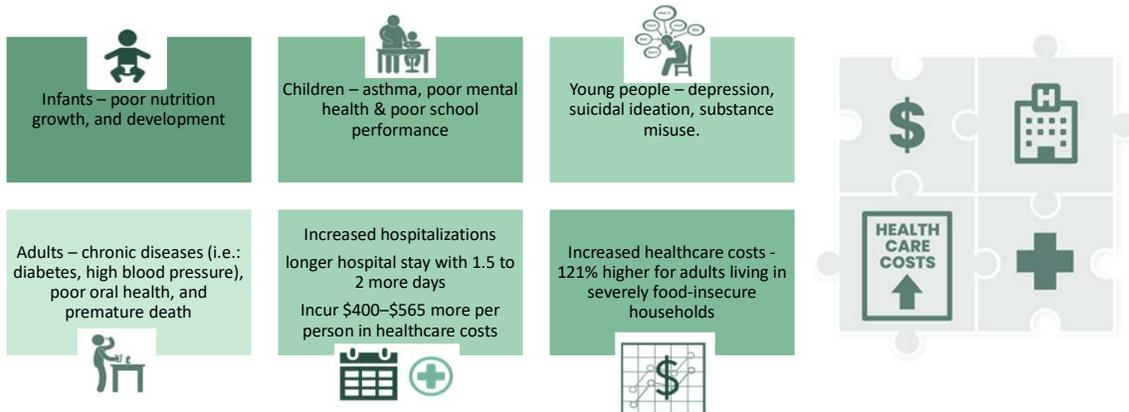 Infants – poor nutrition
growth, and development
Children – asthma, poor mental
health & poor school
performance
Young people – depression,
suicidal ideation, substance
misuse.
Adults – chronic diseases (i.e.:
diabetes, high blood pressure),
poor oral health, and
premature death
Increased hospitalizations
longer hospital stay with 1.5 to
2 more days
Incur $400–$565 more per
person in healthcare costs
Increased healthcare costs -
121% higher for adults living in
severely food-insecure
households
$
$
H
HEALTH
CARE
COSTS